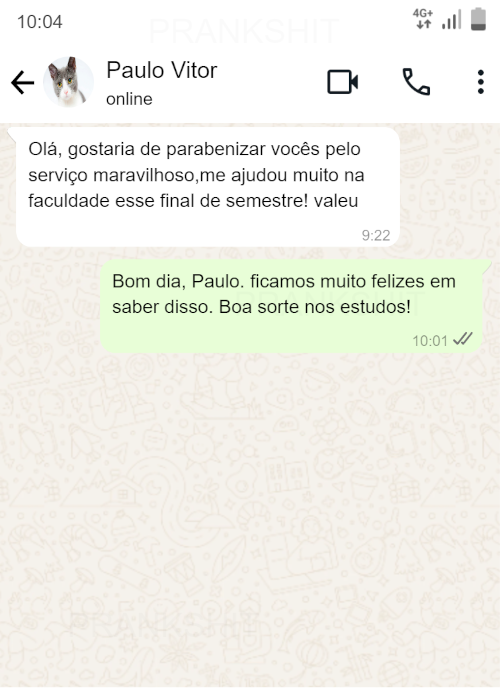 PRANKSHIT
10:04
4G+
Paulo Vitor
online
Olá, gostaria de parabenizar vocês pelo
serviço maravilhoso,me ajudou muito na
faculdade esse final de semestre! valeu
9:22
Bom dia, Paulo. ficamos muito felizes em
saber disso. Boa sorte nos estudos!
10:01